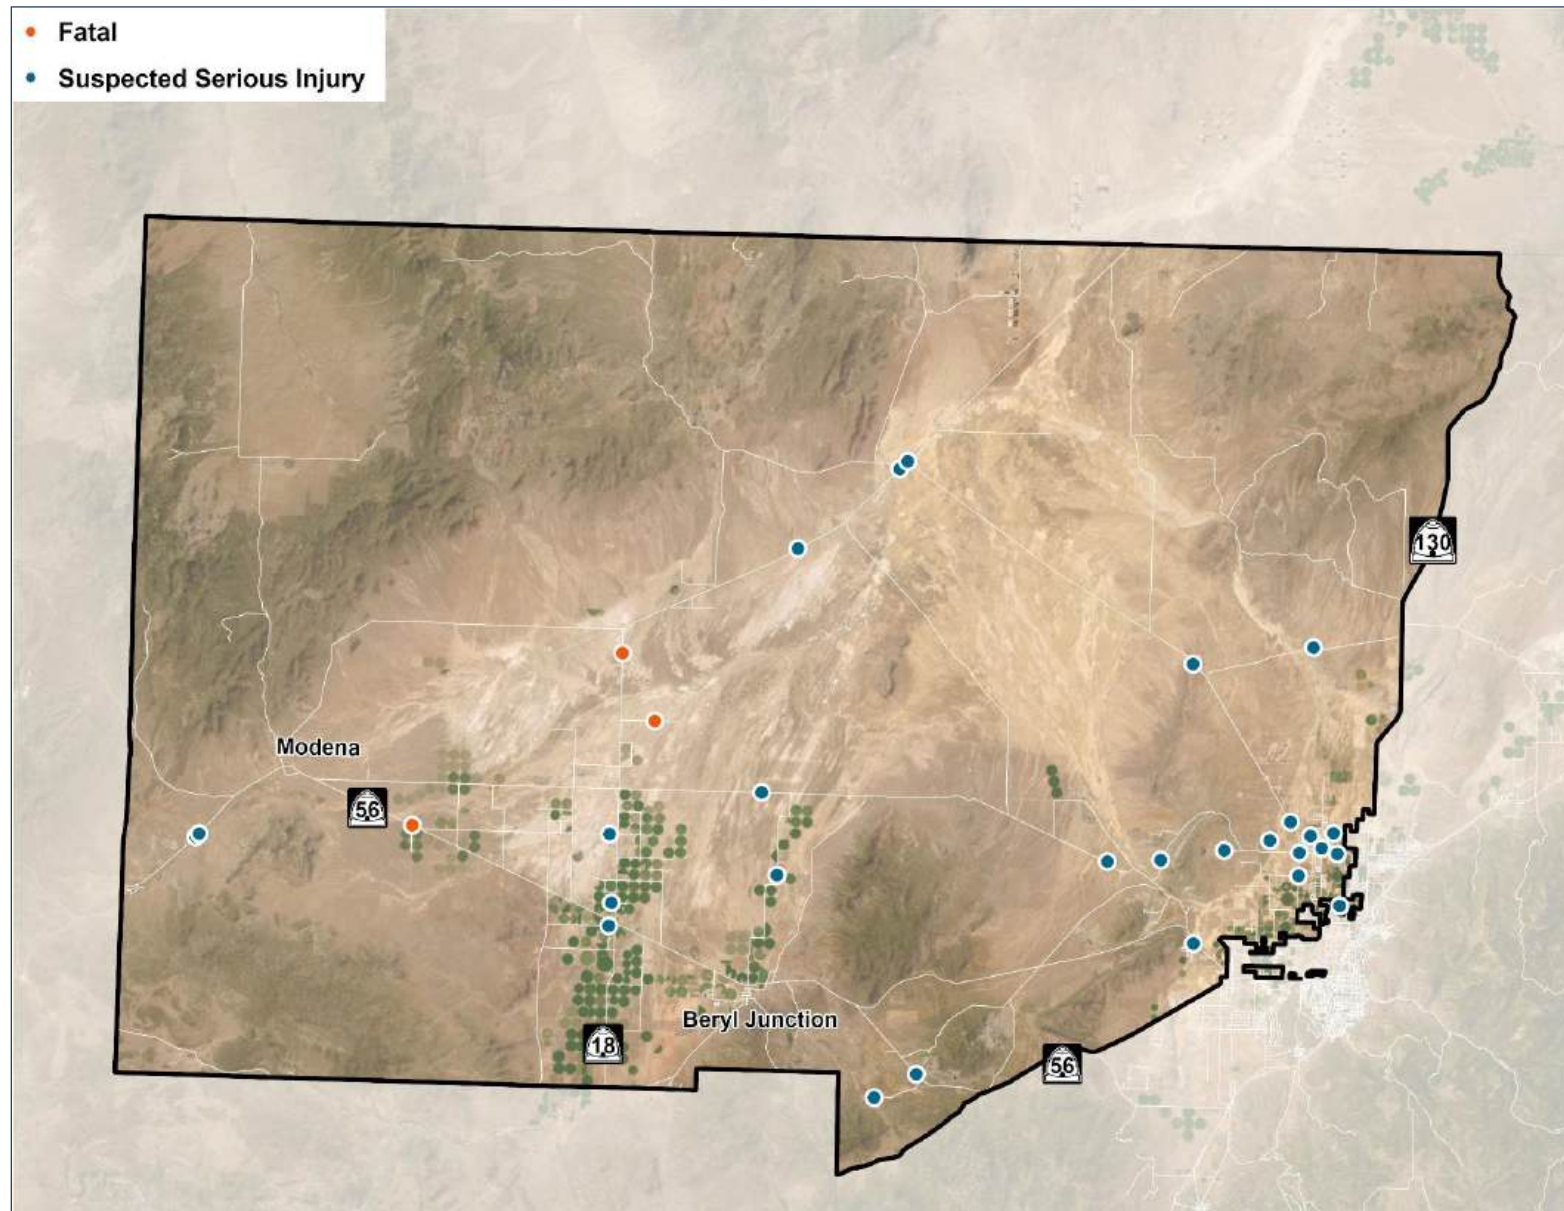 Fatal
Suspected Serious Injury
130
Modena
56
Beryl Junction
18
56